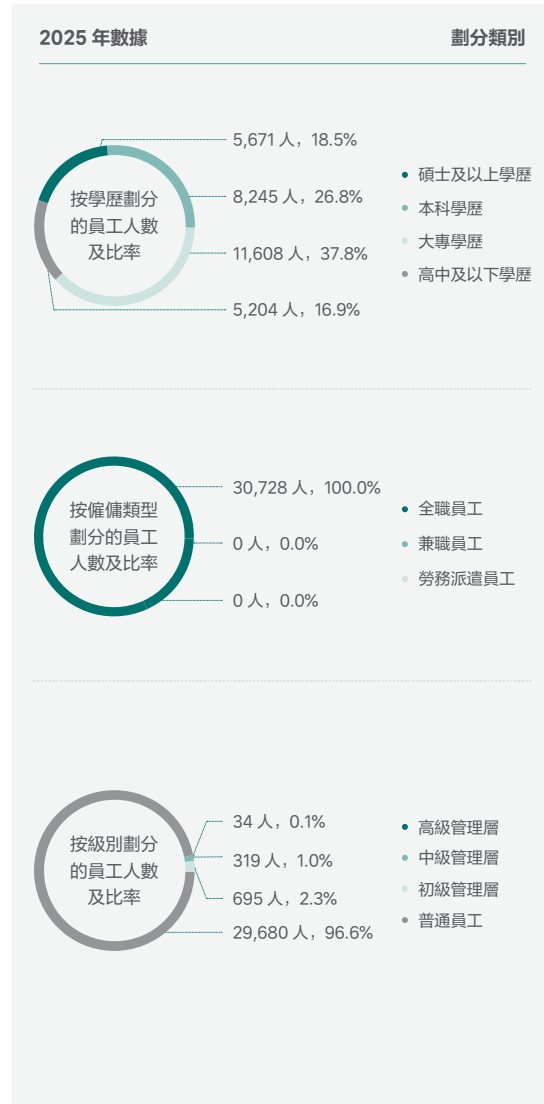 2025 年數據
劃分類別
按學歷劃分
的員工人數
及比率
5,671 人，18.5%
8,245 人，26.8%
11,608 人，37.8%
5,204 人，16.9%
碩士及以上學歷
本科學歷
大專學歷
高中及以下學歷
按僱傭類型
劃分的員工
人數及比率
30,728 人，100.0%
0 人，0.0%
0 人，0.0%
全職員工
兼職員工
勞務派遣員工
按級別劃分
的員工人數
及比率
34 人，0.1%
319 人，1.0%
695 人，2.3%
29,680 人，96.6%
高級管理層
中級管理層
初級管理層
普通員工